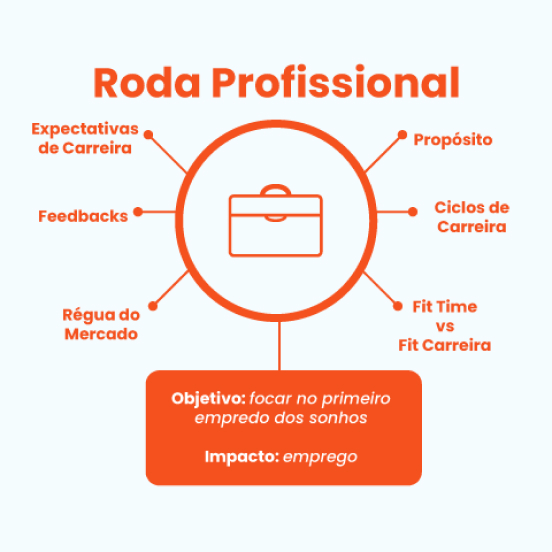 Roda Profissional
Expectativas
de Carreira
Propósito
Feedbacks
Ciclos de
Carreira
Régua do
Mercado
Fit Time
vs
Fit Carreira
Objetivo: focar no primeiro
empredo dos sonhos
Impacto: emprego